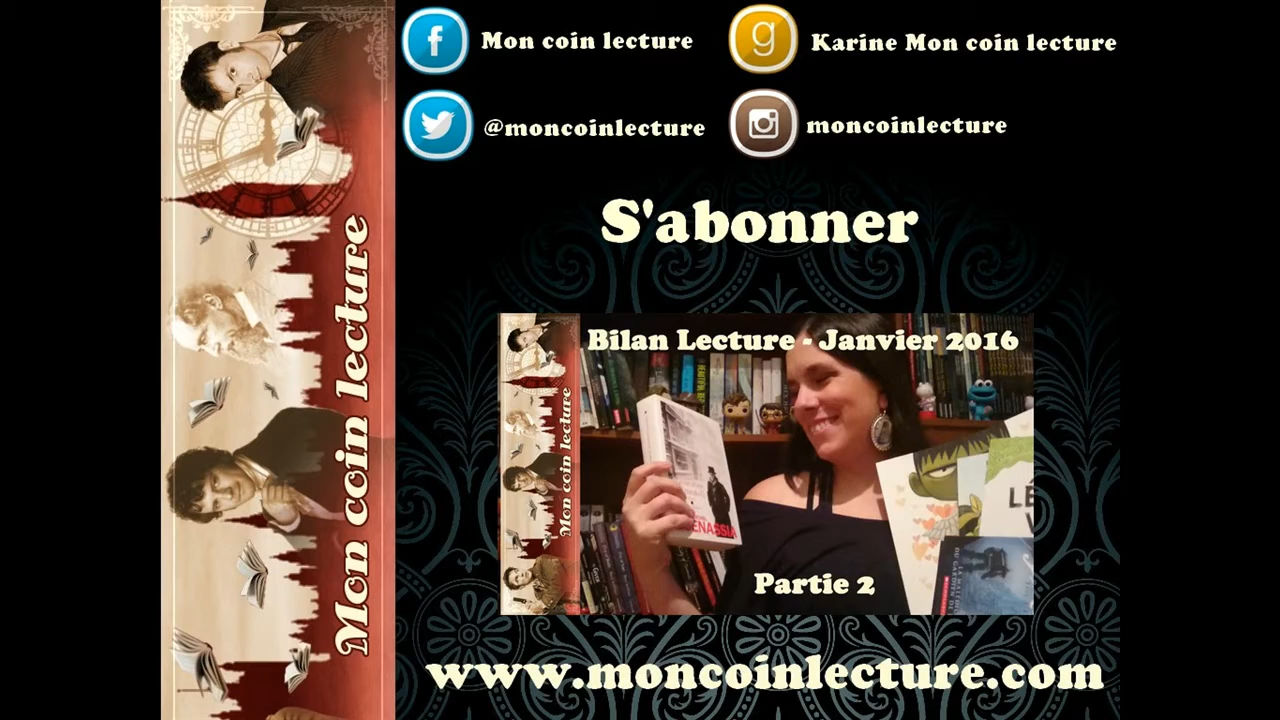 Mon coin lecture
Karine Mon coin lecture
@moncoinlecture
moncoinlecture
S'abonner
Mon coin lecture
Bilan Lecture - Janvier 2016
Mon coin lecture
ENASSIA
Partie 2
www.moncoinlecture.com